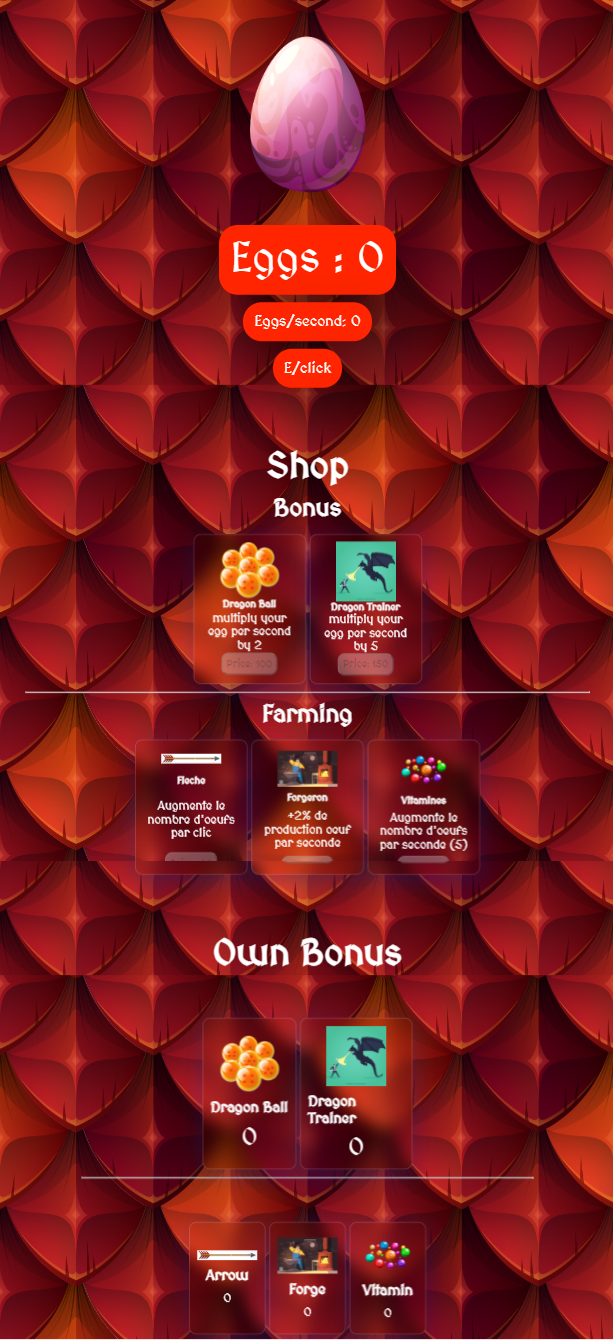 Eggs : 0
Eggs/second: 0
E/click
Shop
Bonus
Dragon Ball
multiply your
egg per second
by 2
Price: 100
Dragon Trainer
multiply your
egg per second
by 5
Price: 150
Farming
Fleche
Augmente le
nombre d'oeufs
par clic
Forgeron
+2% de
production oeuf
par seconde
Vitamines
Augmente le
nombre d'oeufs
par seconde (5)
Own Bonus
Dragon Ball
0
Dragon
Trainer
0
Arrow
0
Forge
0
Vitamin
0